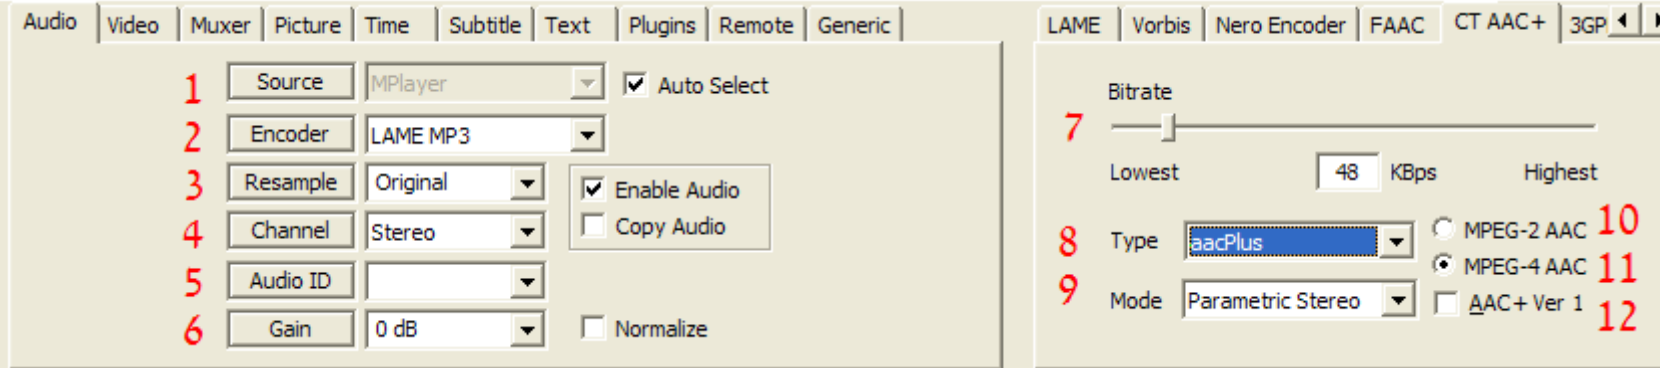 Audio Video Muxer Picture Time Subtitle Text Plugins Remote Generic
1 Source MPlayer Auto Select
2 Encoder LAME MP3
3 Resample Original Enable Audio
4 Channel Stereo Copy Audio
5 Audio ID
6 Gain 0 dB Normalize
LAME Vorbis Nero Encoder FAAC CT AAC+ 3GP
Bitrate
7
Lowest 48 KBps Highest
8 Type aacPlus MPEG-2 AAC 10
MPEG-4 AAC 11
9 Mode Parametric Stereo AAC+ Ver 1 12